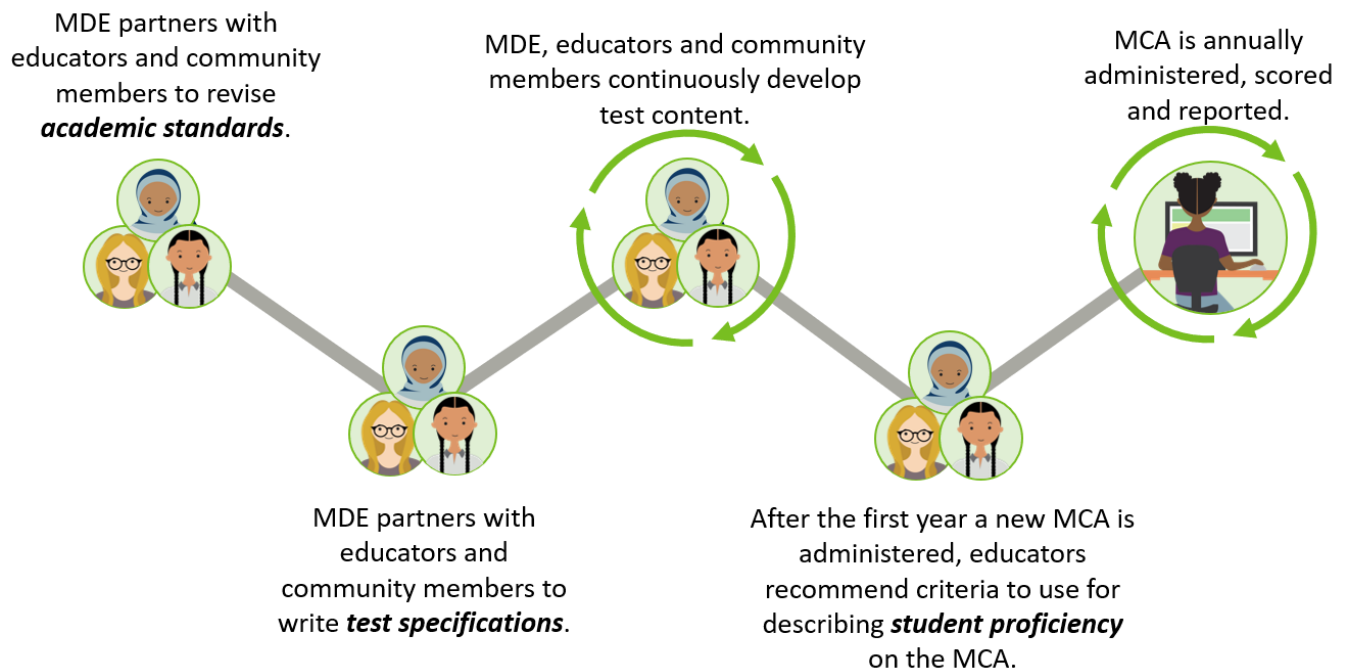 MDE partners with
educators and community
members to revise
academic standards.
MDE partners with
educators and
community members to
write test specifications.
MDE, educators and community
members continuously develop
test content.
After the first year a new MCA is
administered, educators
recommend criteria to use for
describing student proficiency
on the MCA.
MCA is annually
administered, scored
and reported.